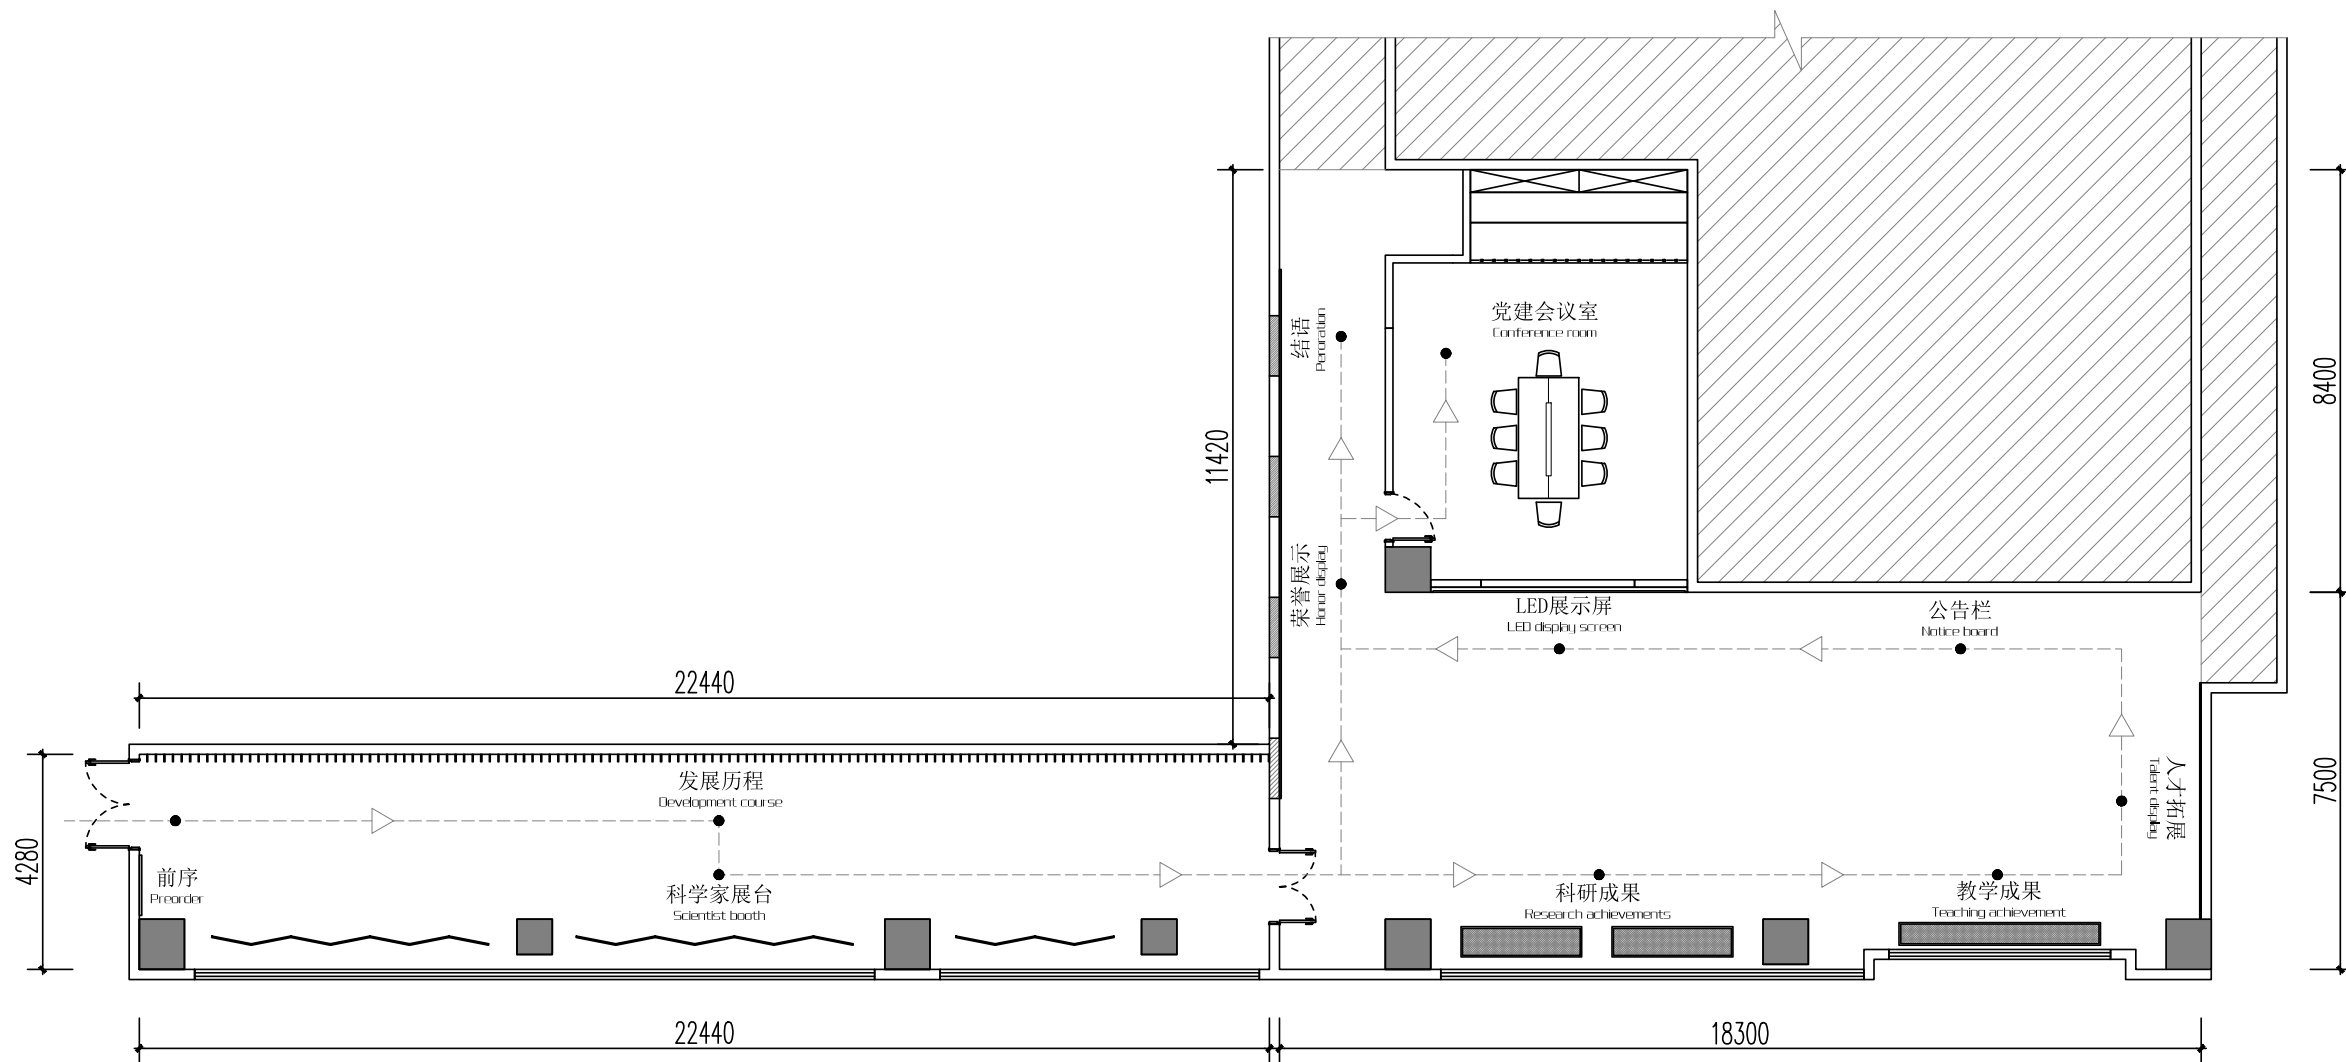 党建会议室
Conference room
结语
Peroration
8400
11420
荣誉展示
Honor display
LED展示屏
LED display screen
公告栏
Notice board
22440
发展历程
Development course
人才拓展
Talent display
7500
4280
前序
Preorder
科学家展台
Scientist booth
科研成果
Research achievements
教学成果
Teaching achievement
22440
18300